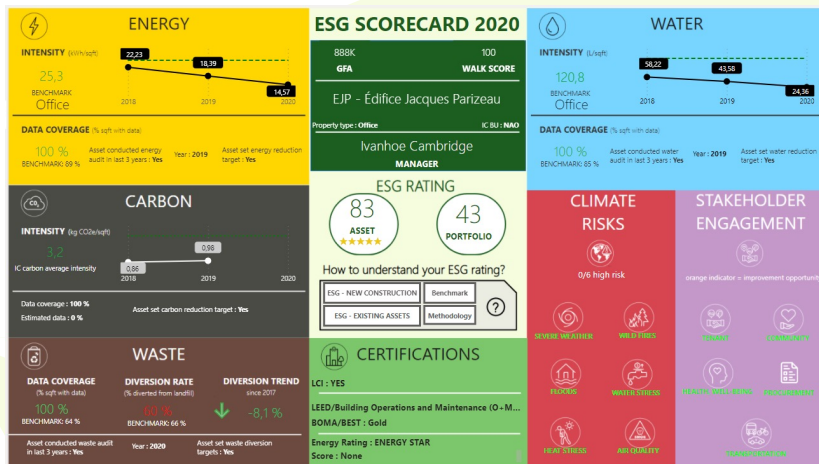 ENERGY
INTENSITY (kWh/sqft)
25,3
BENCHMARK
Office
22,23
18,39
14,57
2018
2019
2020
DATA COVERAGE (% sqft with data)
100 %
BENCHMARK: 89 %
Asset conducted energy
audit in last 3 years : Yes
Year : 2019
Asset set energy reduction
target : Yes
ESG SCORECARD 2020
888K
GFA
100
WALK SCORE
EJP - Édifice Jacques Parizeau
Property type : Office
IC BU : NAO
Ivanhoe Cambridge
MANAGER
WATER
INTENSITY (L/sqft)
120,8
BENCHMARK
Office
58,22
43,58
24,36
2018
2019
2020
DATA COVERAGE (% sqft with data)
100 %
BENCHMARK: 85 %
Asset conducted water
audit in last 3 years : Yes
Year : 2019
Asset set water reduction
target : Yes
CO₂
CARBON
INTENSITY (kg CO2e/sqft)
3,2
IC carbon average intensity
0,86
0,98
2018
2019
2020
Data coverage : 100 %
Estimated data : 0 %
Asset set carbon reduction target : Yes
ESG RATING
83
ASSET
43
PORTFOLIO
How to understand your ESG rating?
ESG - NEW CONSTRUCTION
Benchmark
ESG - EXISTING ASSETS
Methodology
?
CLIMATE
RISKS
0/6 high risk
SEVERE WEATHER
WILD FIRES
FLOODS
WATER STRESS
HEAT STRESS
AIR QUALITY
STAKEHOLDER
ENGAGEMENT
orange indicator = improvement opportunity
WASTE
DATA COVERAGE
(% sqft with data)
100 %
BENCHMARK: 64 %
DIVERSION RATE
(% diverted from landfill)
BENCHMARK: 66 %
DIVERSION TREND
since 2017
-8,1 %
Asset conducted waste audit
in last 3 years : Yes
Year : 2020
Asset set waste diversion
targets : Yes
CERTIFICATIONS
LCI : YES
LEED/Building Operations and Maintenance (O+M...
BOMA/BEST : Gold
Energy Rating : ENERGY STAR
Score : None